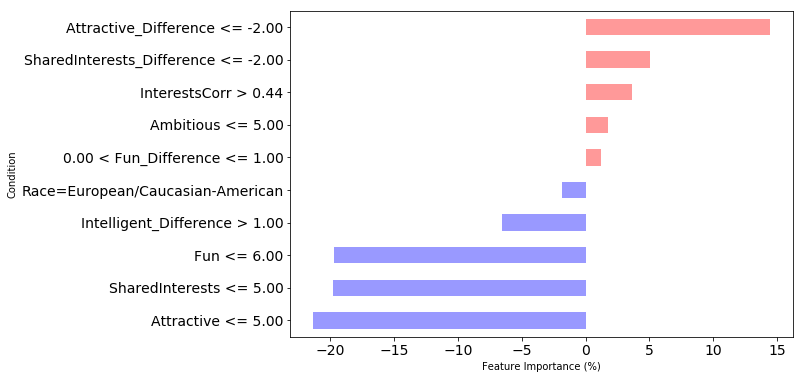 Attractive_Difference <= -2.00
SharedInterests_Difference <= -2.00
InterestsCorr > 0.44
Ambitious <= 5.00
0.00 < Fun_Difference <= 1.00
Race=European/Caucasian-American
Intelligent_Difference > 1.00
Fun <= 6.00
SharedInterests <= 5.00
Attractive <= 5.00
Condition
−20 −15 −10 −5 0 5 10 15
Feature Importance (%)